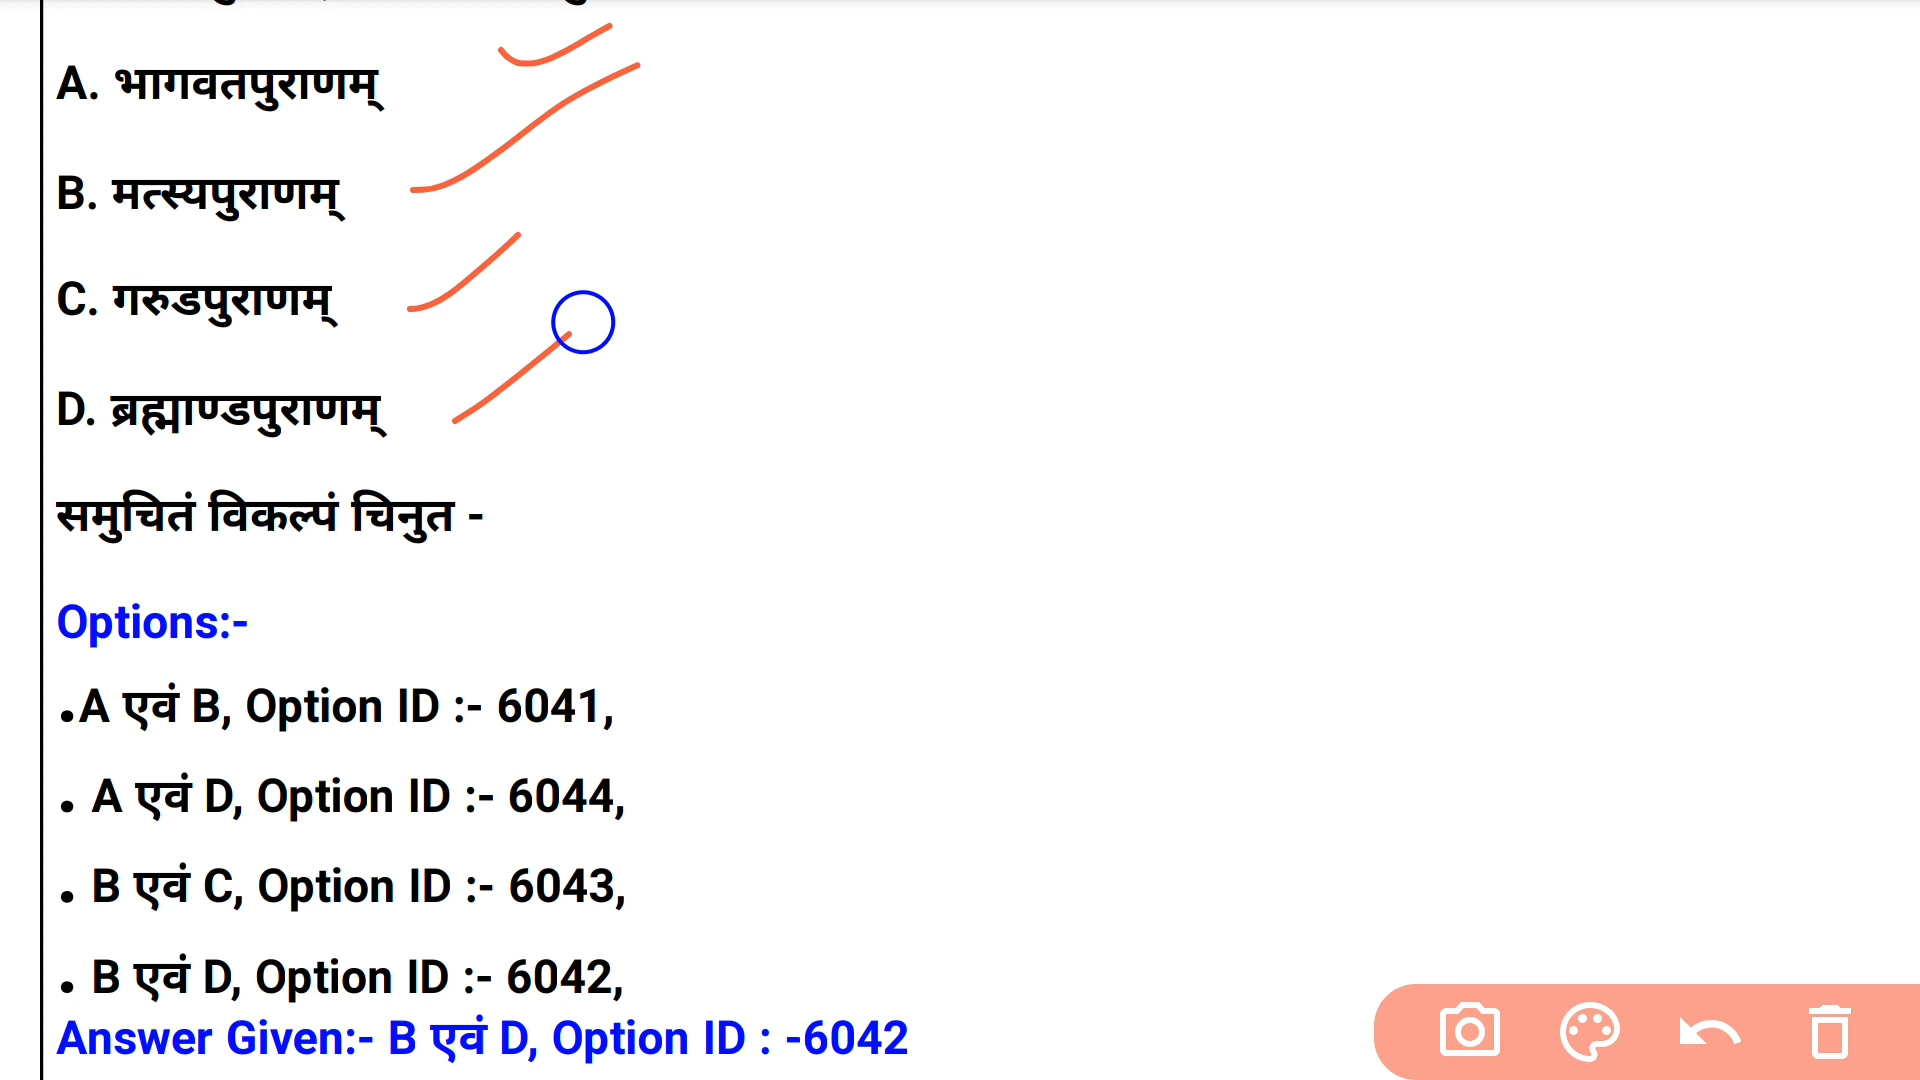 A. भागवतपुराणम्
B. मत्स्यपुराणम्
C. गरुडपुराणम्
D. ब्रह्माण्डपुराणम्
समुचितं विकल्पं चिनुत -
Options:-
•A एवं B, Option ID :- 6041,
• A एवं D, Option ID :- 6044,
• B एवं C, Option ID :- 6043,
• B एवं D, Option ID :- 6042,
Answer Given:- B एवं D, Option ID : -6042